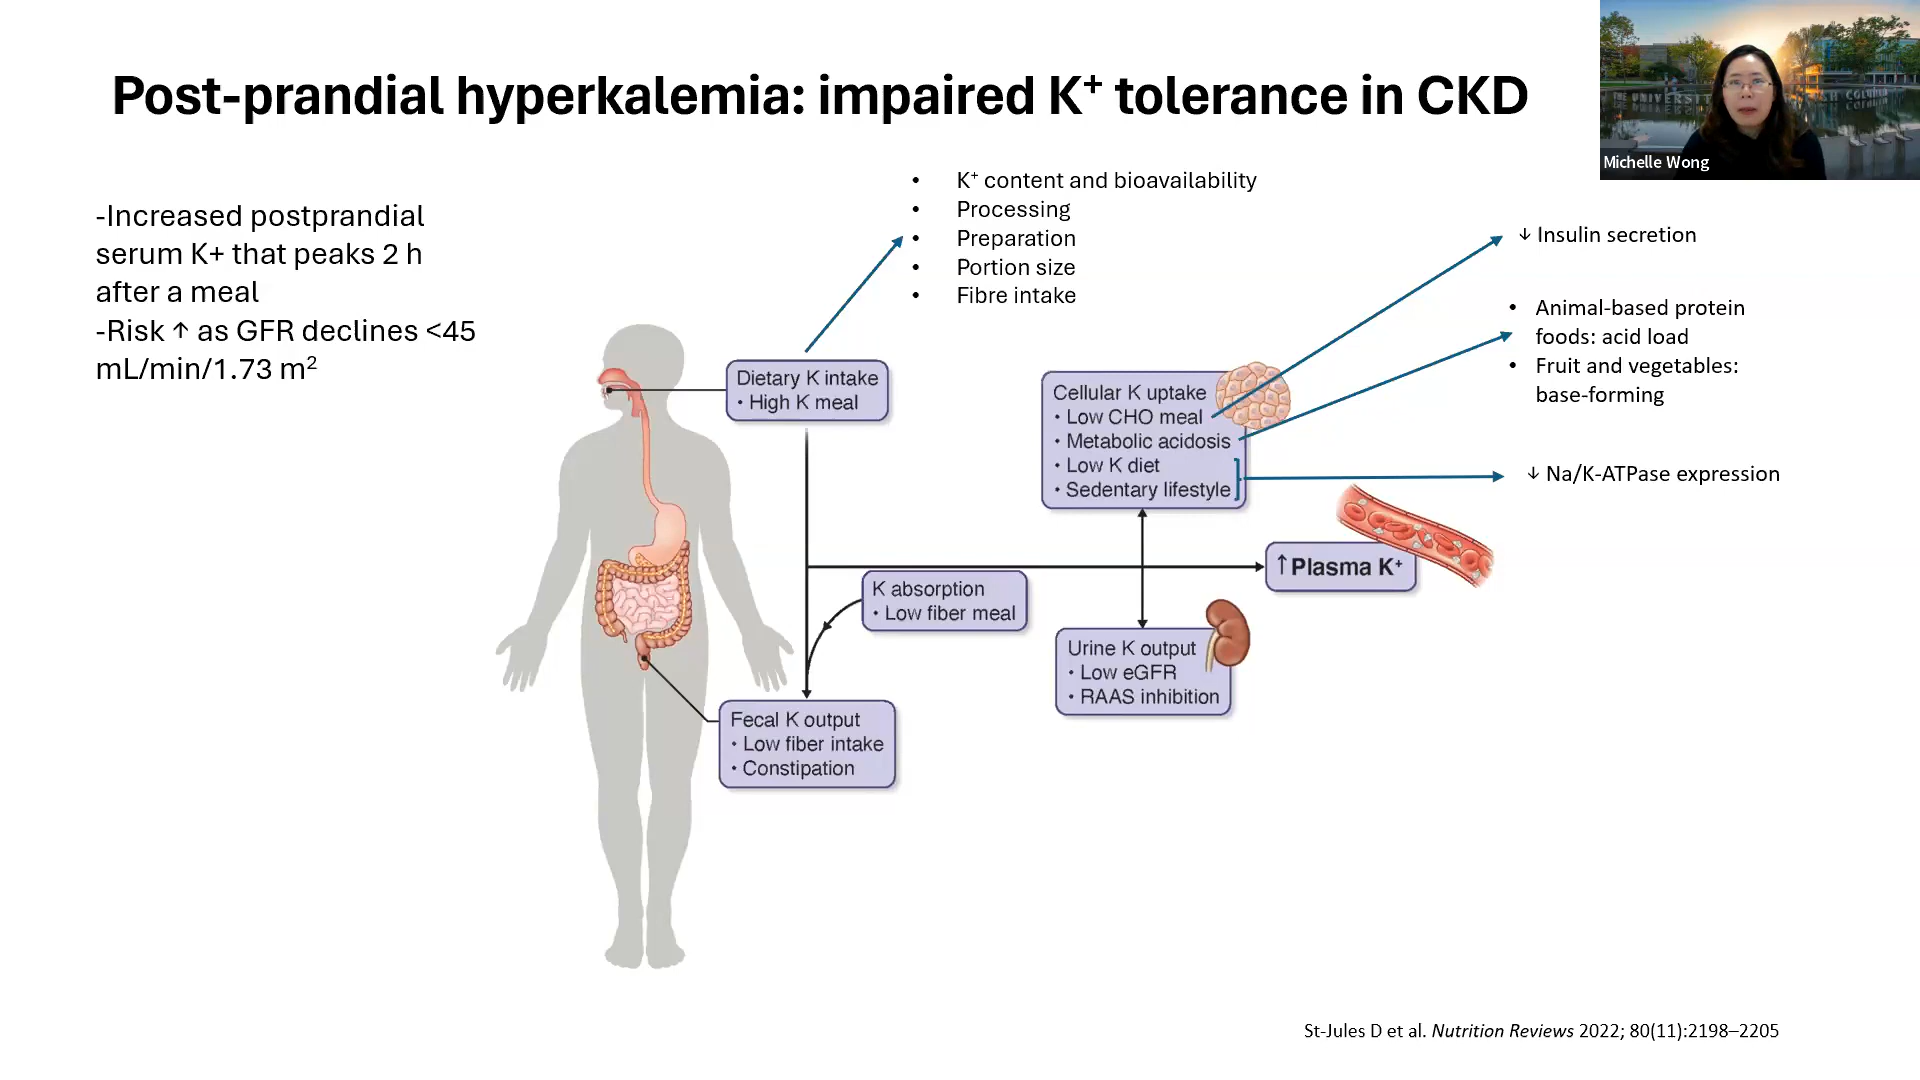 Post-prandial hyperkalemia: impaired K⁺ tolerance in CKD
Michelle Wong
-Increased postprandial
serum K+ that peaks 2 h
after a meal
-Risk ↑ as GFR declines <45
mL/min/1.73 m²
• K⁺ content and bioavailability
• Processing
• Preparation
• Portion size
• Fibre intake
↓ Insulin secretion
• Animal-based protein
foods: acid load
• Fruit and vegetables:
base-forming
↓ Na/K-ATPase expression
Dietary K intake
• High K meal
Cellular K uptake
• Low CHO meal
• Metabolic acidosis
• Low K diet
• Sedentary lifestyle
↑Plasma K⁺
K absorption
• Low fiber meal
Urine K output
• Low eGFR
• RAAS inhibition
Fecal K output
• Low fiber intake
• Constipation
St-Jules D et al. Nutrition Reviews 2022; 80(11):2198–2205